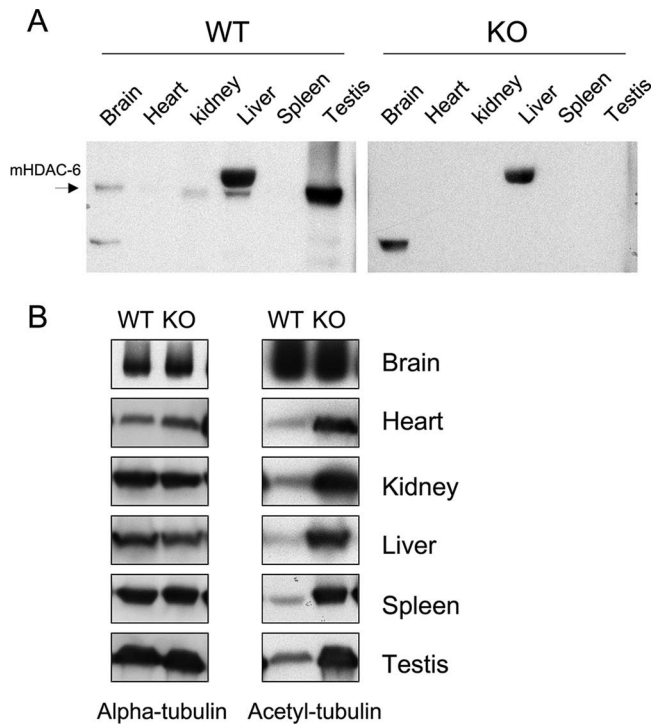 A
WT KO
Brain Heart kidney Liver Spleen Testis Brain Heart kidney Liver Spleen Testis
mHDAC-6
B
WT KO WT KO
Brain
Heart
Kidney
Liver
Spleen
Testis
Alpha-tubulin Acetyl-tubulin